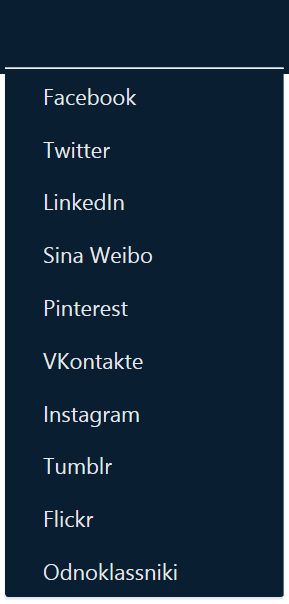 Facebook
Twitter
LinkedIn
Sina Weibo
Pinterest
VKontakte
Instagram
Tumblr
Flickr
Odnoklassniki